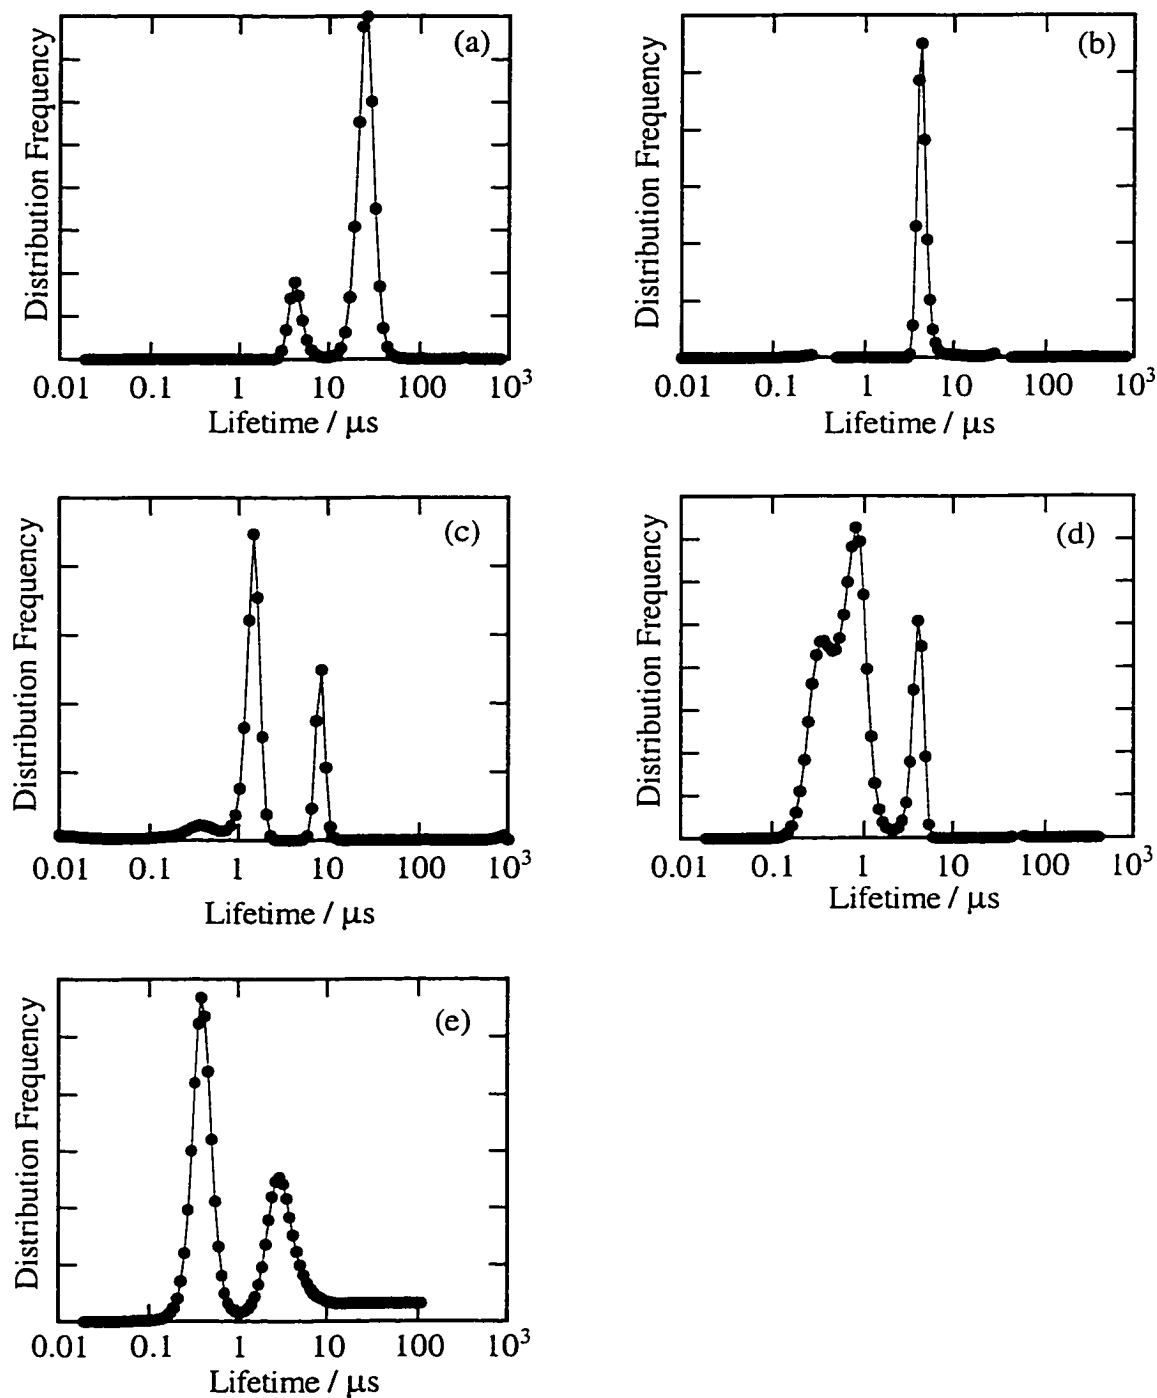 (a)
Distribution Frequency
0.01 0.1 1 10 100 10³
Lifetime / μs
(b)
Distribution Frequency
0.01 0.1 1 10 100 10³
Lifetime / μs
(c)
Distribution Frequency
0.01 0.1 1 10 100 10³
Lifetime / μs
(d)
Distribution Frequency
0.01 0.1 1 10 100 10³
Lifetime / μs
(e)
Distribution Frequency
0.01 0.1 1 10 100 10³
Lifetime / μs